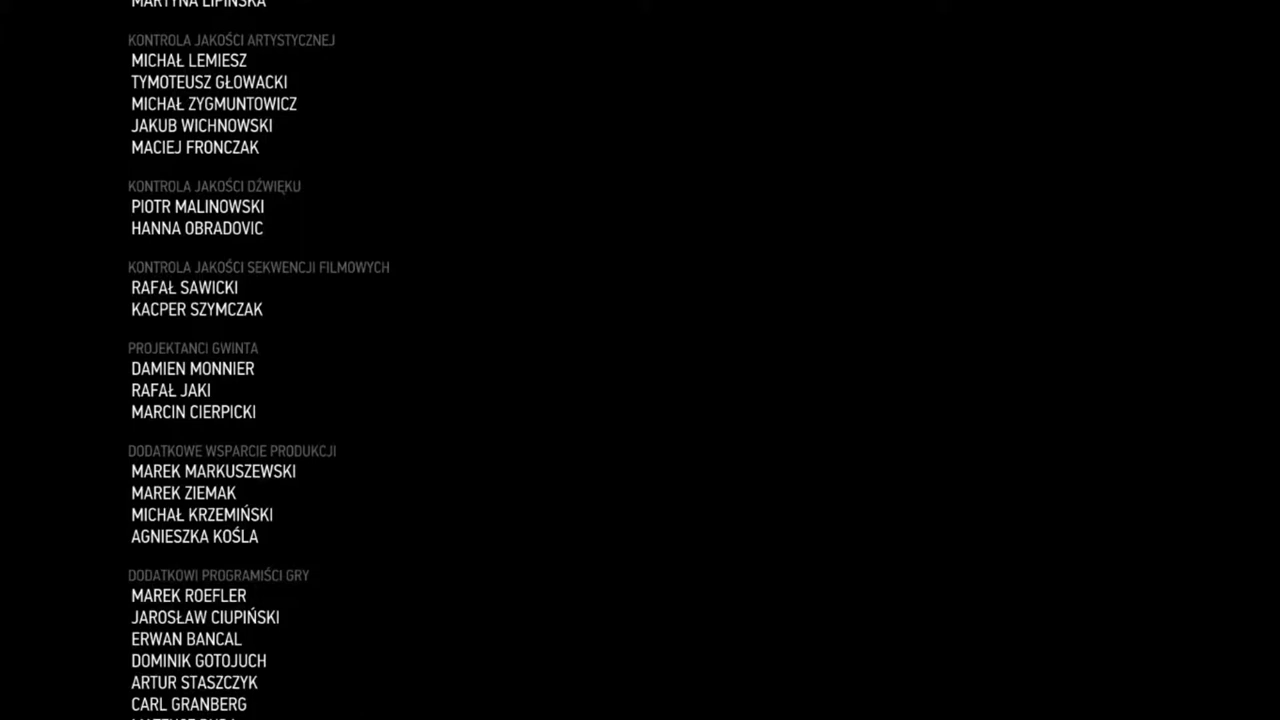 MARTYNA LIPIŃSKA
KONTROLA JAKOŚCI ARTYSTYCZNEJ
MICHAŁ LEMIESZ
TYMOTEUSZ GŁOWACKI
MICHAŁ ZYGMUNTOWICZ
JAKUB WICHNOWSKI
MACIEJ FRONCZAK
KONTROLA JAKOŚCI DŹWIĘKU
PIOTR MALINOWSKI
HANNA OBRADOVIC
KONTROLA JAKOŚCI SEKWENCJI FILMOWYCH
RAFAŁ SAWICKI
KACPER SZYMCZAK
PROJEKTANCI GWINTA
DAMIEN MONNIER
RAFAŁ JAKI
MARCIN CIERPICKI
DODATKOWE WSPARCIE PRODUKCJI
MAREK MARKUSZEWSKI
MAREK ZIEMAK
MICHAŁ KRZEMIŃSKI
AGNIESZKA KOŚLA
DODATKOWI PROGRAMIŚCI GRY
MAREK ROEFLER
JAROSŁAW CIUPIŃSKI
ERWAN BANCAL
DOMINIK GOTOJUCH
ARTUR STASZCZYK
CARL GRANBERG